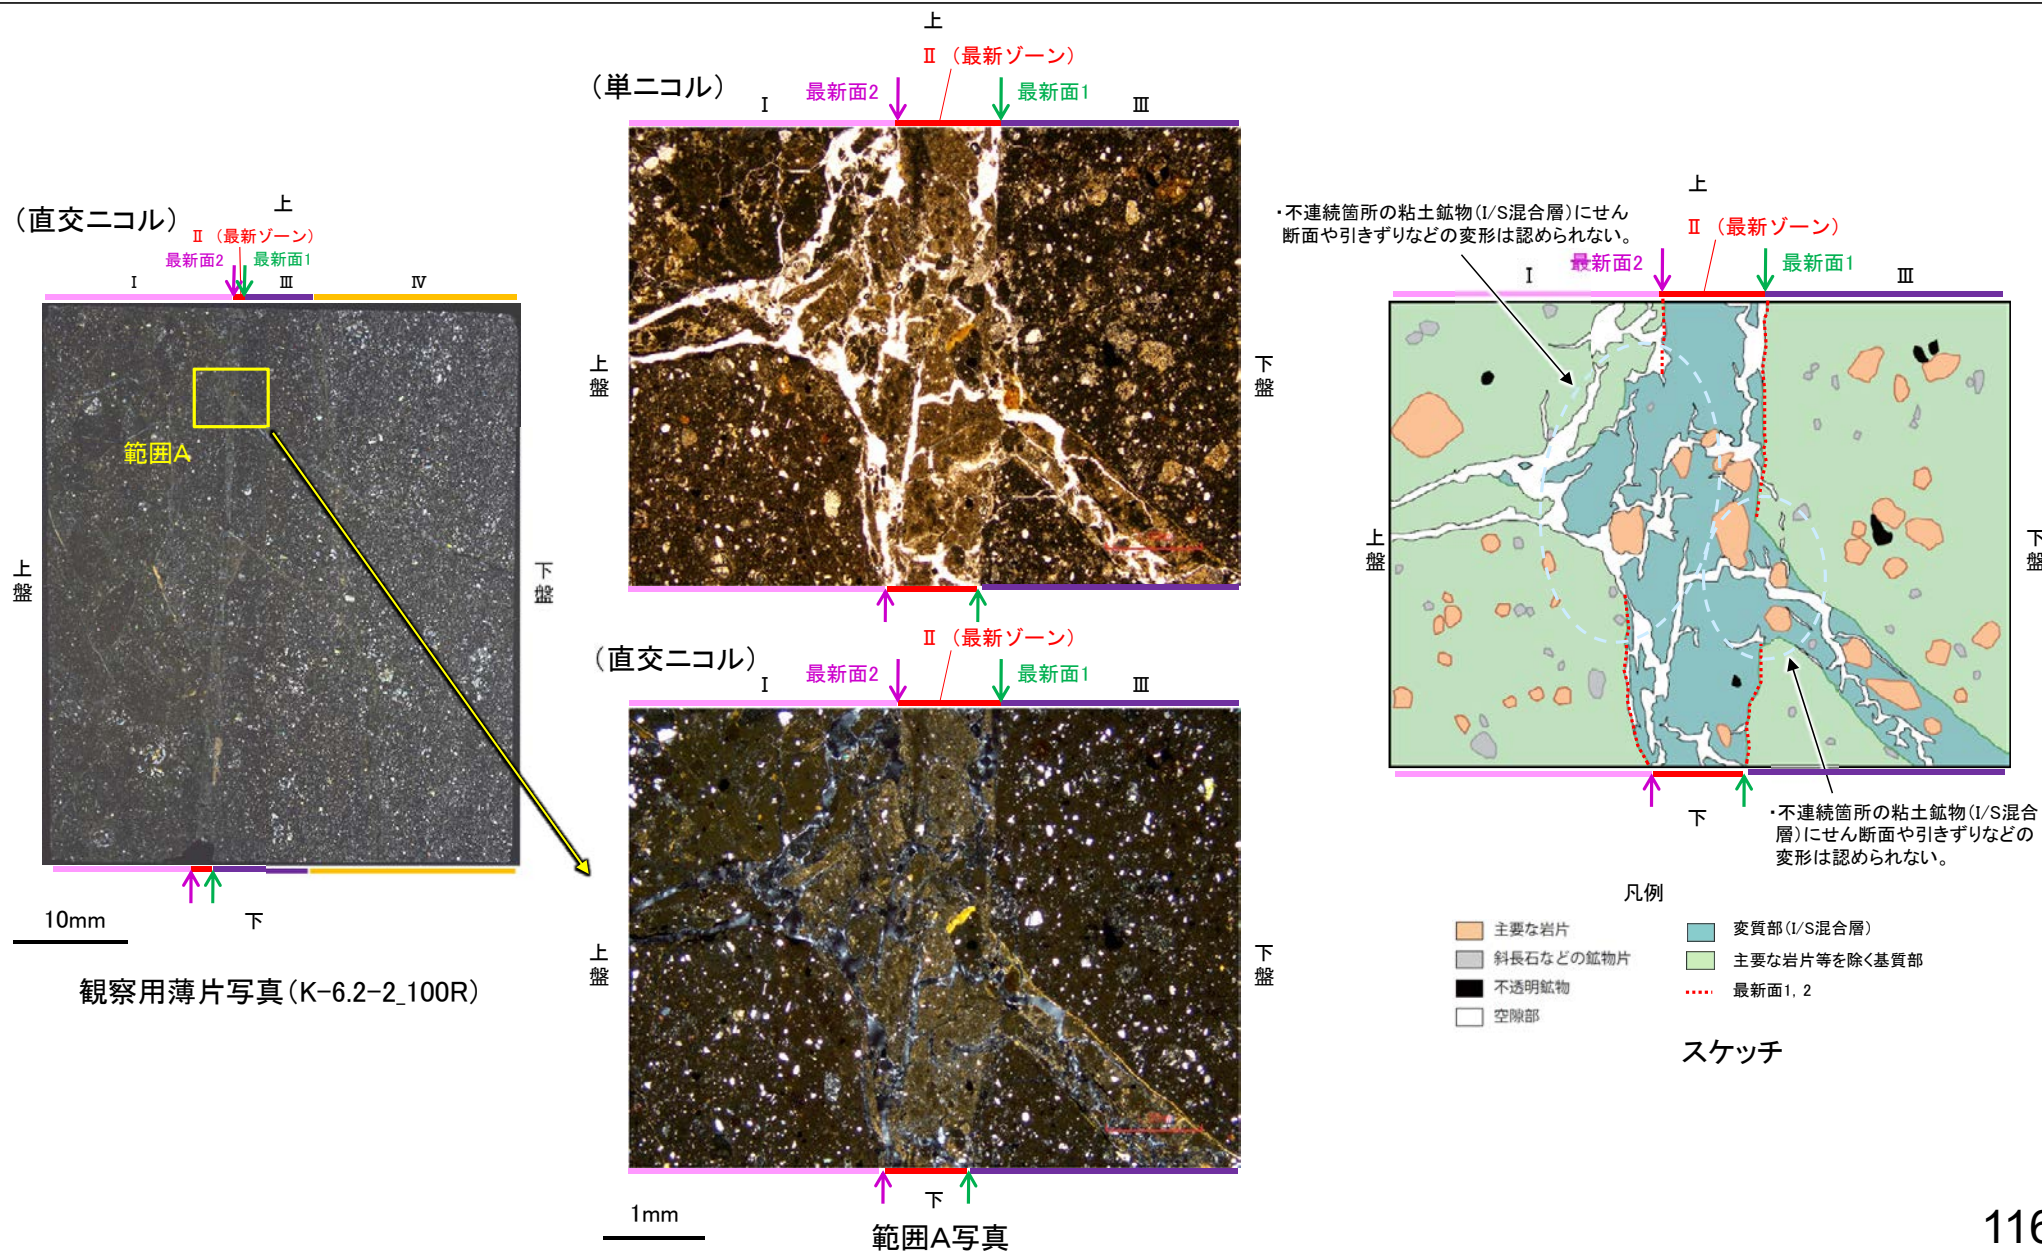 (直交ニコル)
上
Ⅱ (最新ゾーン)
最新面2
最新面1
Ⅰ
Ⅲ
Ⅳ
範囲A
上盤
下盤
下
10mm
観察用薄片写真(K-6.2-2_100R)
上
Ⅱ (最新ゾーン)
(単ニコル)
Ⅰ
最新面2
最新面1
Ⅲ
上盤
下盤
Ⅱ (最新ゾーン)
(直交ニコル)
Ⅰ
最新面2
最新面1
Ⅲ
上盤
下盤
下
1mm
範囲A写真
上
・不連続箇所の粘土鉱物(I/S混合層)にせん
断面や引きずりなどの変形は認められない。
Ⅱ (最新ゾーン)
Ⅰ
最新面2
最新面1
Ⅲ
上盤
下盤
下
・不連続箇所の粘土鉱物(I/S混合
層)にせん断面や引きずりなどの
変形は認められない。
凡例
主要な岩片
斜長石などの鉱物片
不透明鉱物
空隙部
変質部(I/S混合層)
主要な岩片等を除く基質部
最新面1, 2
スケッチ
116